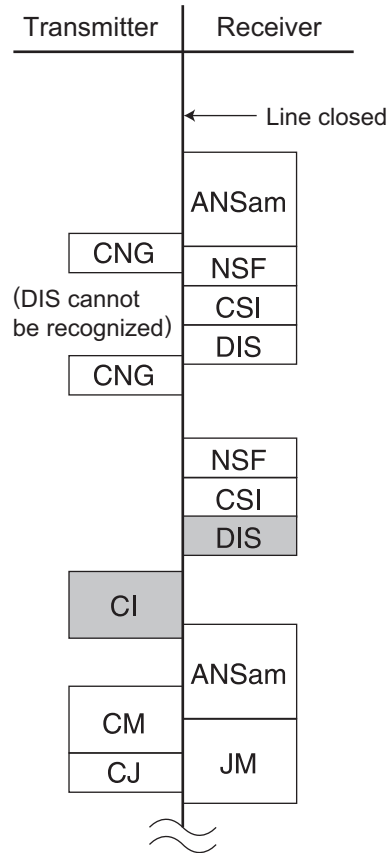 Transmitter Receiver
Line closed
ANSam
CNG
NSF
(DIS cannot
be recognized)
CSI
DIS
CNG
NSF
CSI
DIS
CI
ANSam
CM
JM
CJ